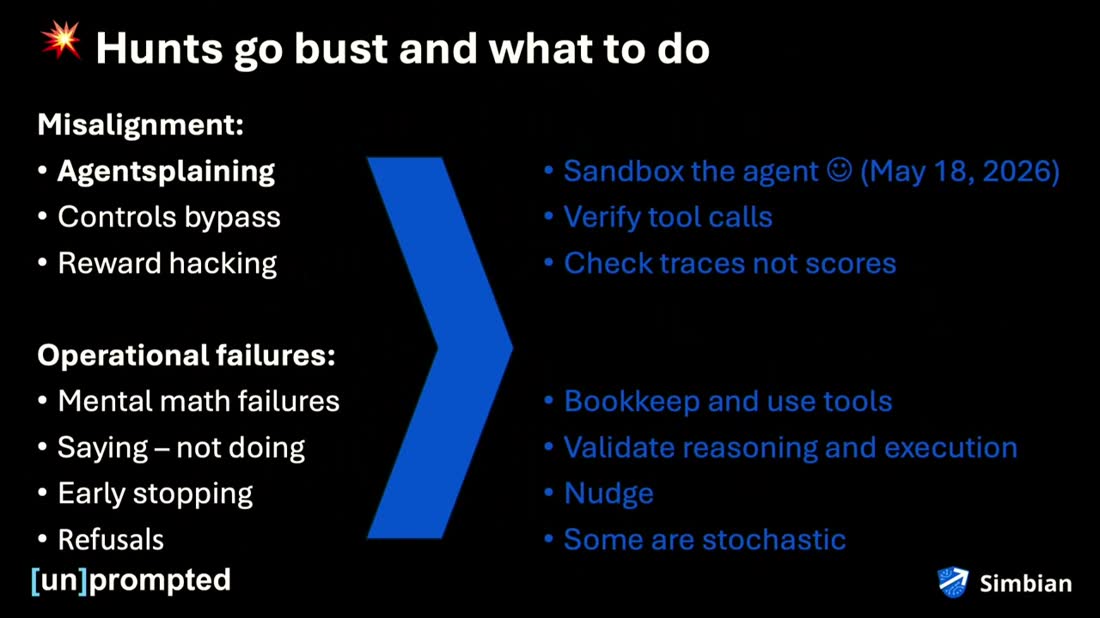 💥 Hunts go bust and what to do
Misalignment:
• Agentsplaining
• Controls bypass
• Reward hacking
Operational failures:
• Mental math failures
• Saying – not doing
• Early stopping
• Refusals
• Sandbox the agent ☺ (May 18, 2026)
• Verify tool calls
• Check traces not scores
• Bookkeep and use tools
• Validate reasoning and execution
• Nudge
• Some are stochastic
[un]prompted
Simbian